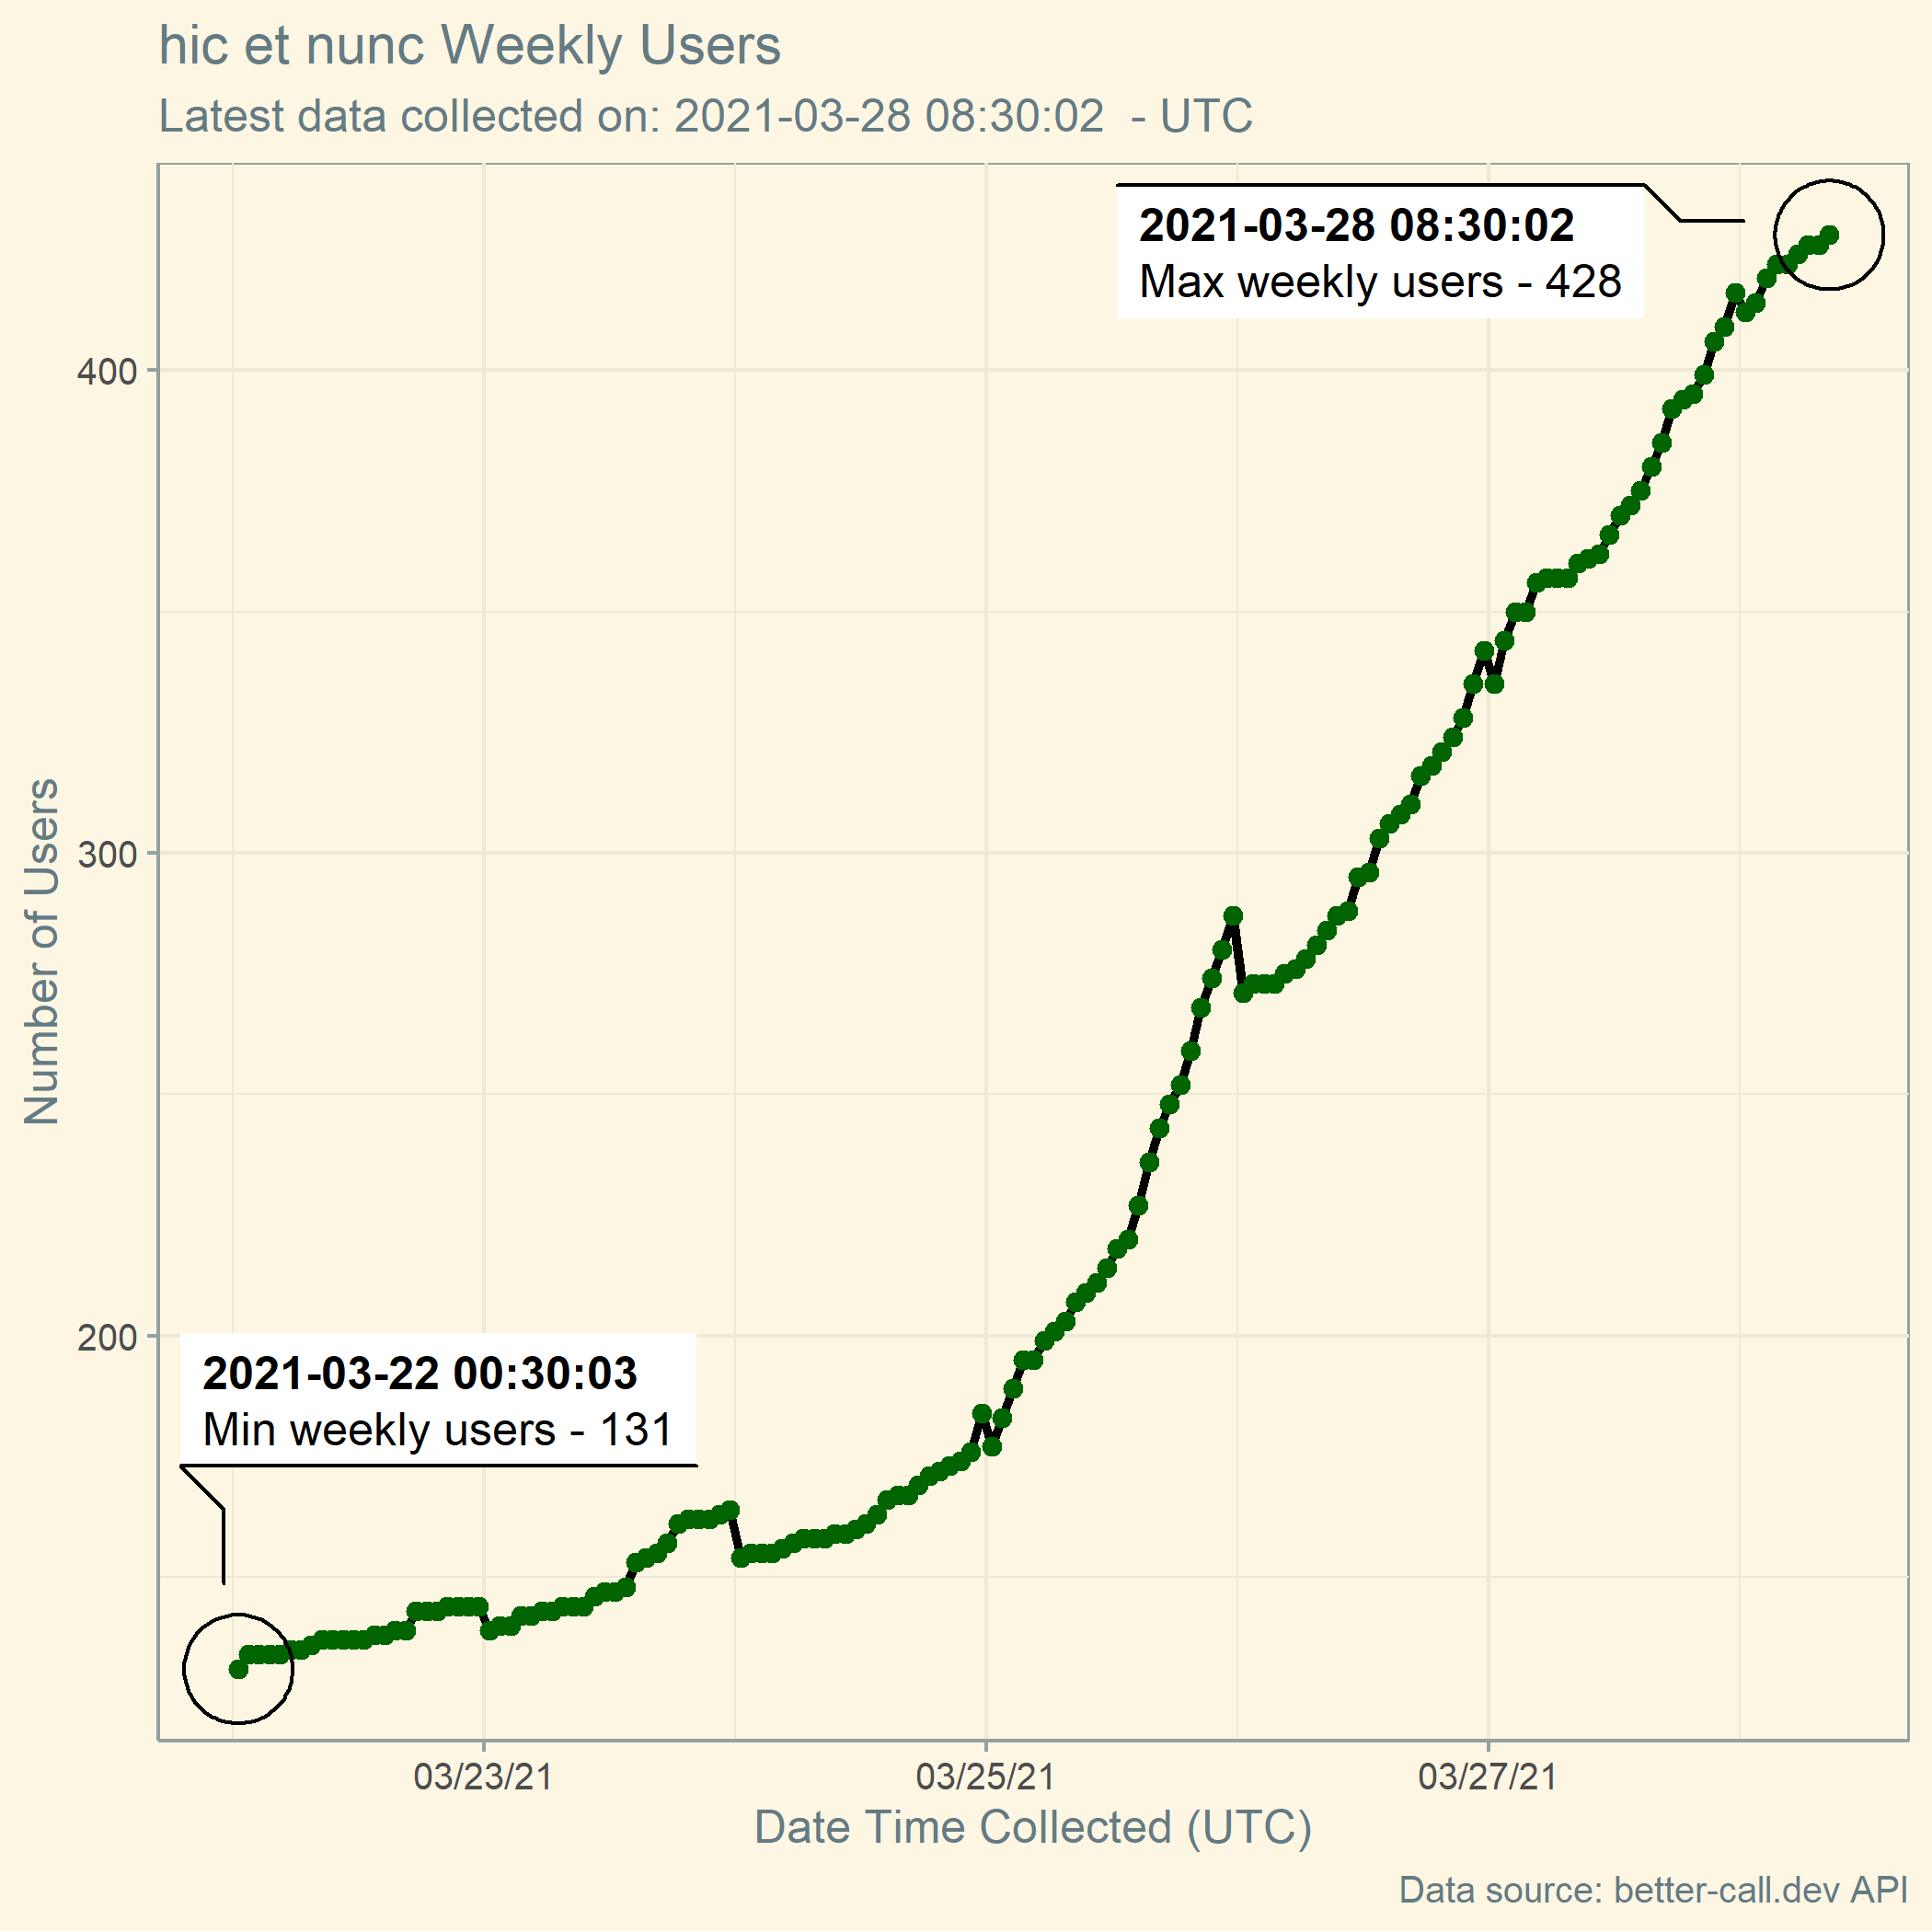 hic et nunc Weekly Users
Latest data collected on: 2021-03-28 08:30:02  - UTC
2021-03-28 08:30:02
Max weekly users - 428
400
300
200
Number of Users
2021-03-22 00:30:03
Min weekly users - 131
03/23/21
03/25/21
03/27/21
Date Time Collected (UTC)
Data source: better-call.dev API